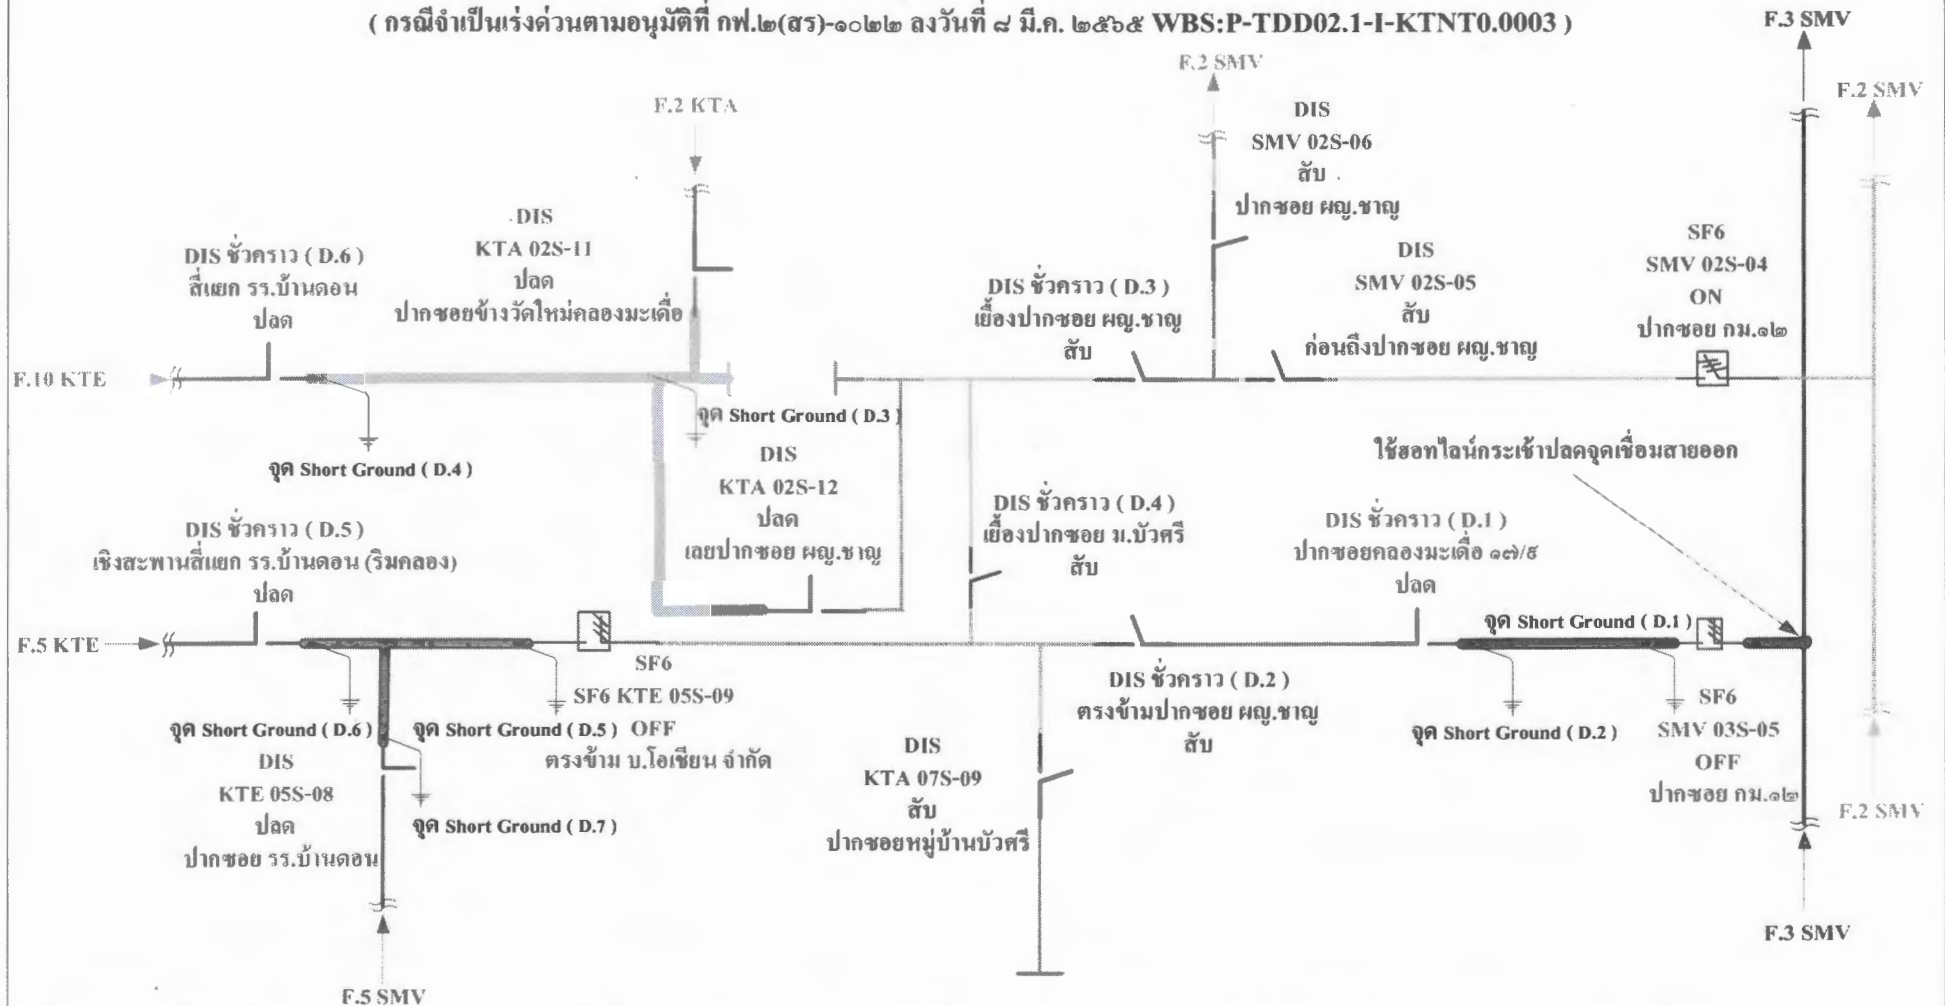 ( กรณีจำเป็นเร่งด่วนตามอนุมัติที่ กฟ.๒(สร)-๑๐๒๒ ลงวันที่ ๘ มี.ค. ๒๕๖๕ WBS:P-TDD02.1-I-KTNT0.0003 )
F.3 SMV
F.2 SMV
F.2 SMV
F.2 KTA
DIS
SMV 02S-06
สับ
ปากซอย ผญ.ชาญ
DIS
KTA 02S-11
ปลด
ปากซอยข้างวัดใหม่คลองมะเดื่อ
DIS ชั่วคราว ( D.6 )
สี่แยก รร.บ้านดอน
ปลด
DIS ชั่วคราว ( D.3 )
เยื้องปากซอย ผญ.ชาญ
สับ
DIS
SMV 02S-05
สับ
ก่อนถึงปากซอย ผญ.ชาญ
SF6
SMV 02S-04
ON
ปากซอย กม.๑๒
F.10 KTE
จุด Short Ground ( D.3 )
จุด Short Ground ( D.4 )
DIS
KTA 02S-12
ปลด
เลยปากซอย ผญ.ชาญ
ใช้ฮอทไลน์กระเช้าปลดจุดเชื่อมสายออก
DIS ชั่วคราว ( D.5 )
เชิงสะพานสี่แยก รร.บ้านดอน (ริมคลอง)
ปลด
DIS ชั่วคราว ( D.4 )
เยื้องปากซอย ม.บัวศรี
สับ
DIS ชั่วคราว ( D.1 )
ปากซอยคลองมะเดื่อ ๑๗/๕
ปลด
จุด Short Ground ( D.1 )
F.5 KTE
SF6
SF6 KTE 05S-09
OFF
ตรงข้าม บ.โอเชียน จำกัด
DIS ชั่วคราว ( D.2 )
ตรงข้ามปากซอย ผญ.ชาญ
สับ
จุด Short Ground ( D.2 )
SF6
SMV 03S-05
OFF
ปากซอย กม.๑๒
จุด Short Ground ( D.6 )
จุด Short Ground ( D.5 )
DIS
KTE 05S-08
ปลด
ปากซอย รร.บ้านดอน
จุด Short Ground ( D.7 )
DIS
KTA 07S-09
สับ
ปากซอยหมู่บ้านบัวศรี
F.2 SMV
F.3 SMV
F.5 SMV